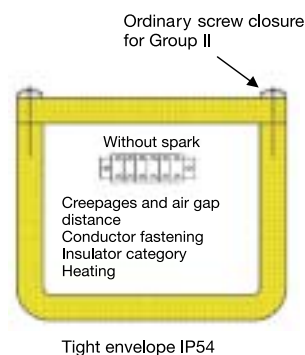 Ordinary screw closure
for Group II
Without spark
Creepages and air gap
distance
Conductor fastening
Insulator category
Heating
Tight envelope IP54